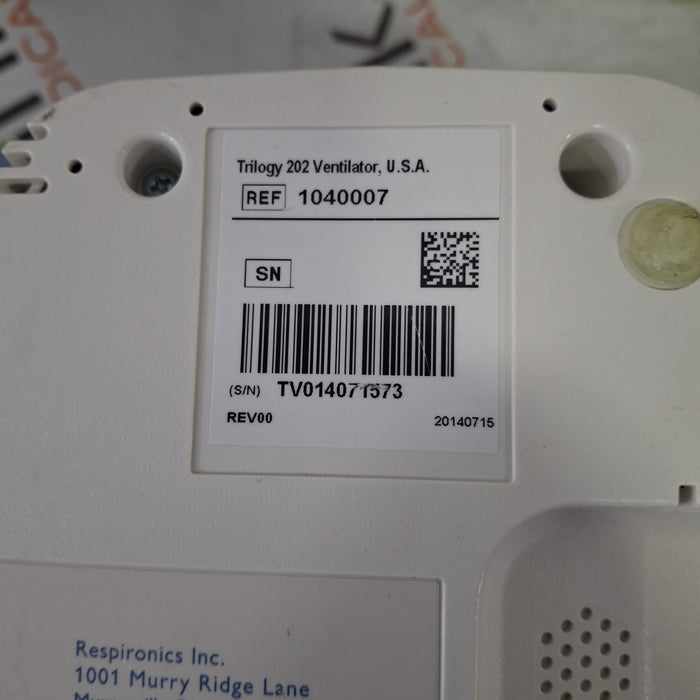 Trilogy 202 Ventilator, U.S.A.
REF 1040007
SN
(S/N) TV014071573
REV00 20140715
Respironics Inc.
1001 Murry Ridge Lane